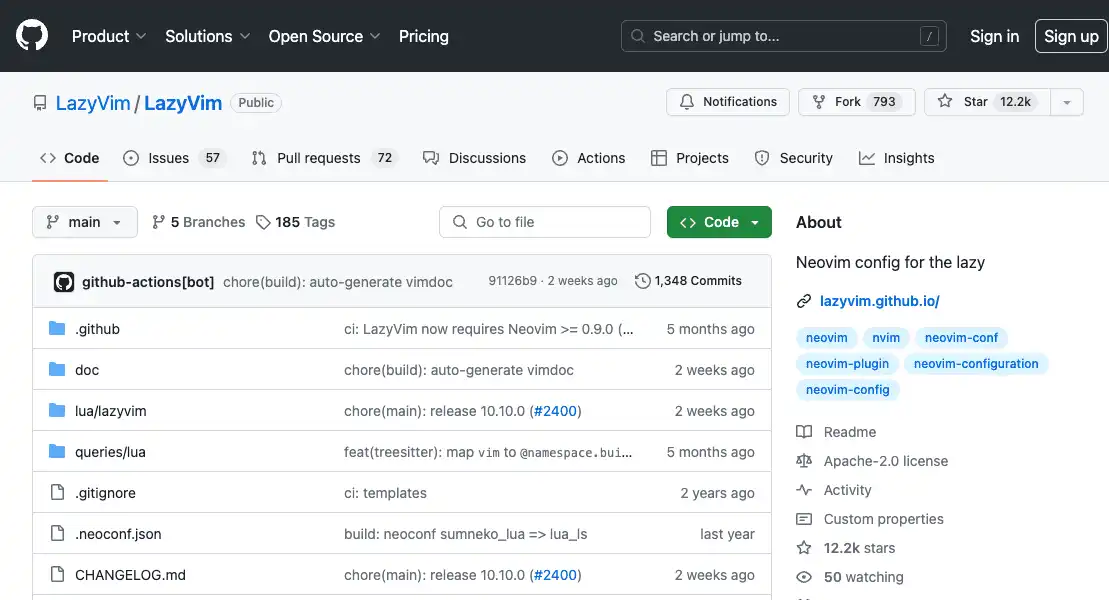 Product Solutions Open Source Pricing Search or jump to... / Sign in Sign up
LazyVim / LazyVim Public Notifications Fork 793 Star 12.2k
Code Issues 57 Pull requests 72 Discussions Actions Projects Security Insights
main 5 Branches 185 Tags Go to file Code
github-actions[bot] chore(build): auto-generate vimdoc 91126b9 · 2 weeks ago 1,348 Commits
.github ci: LazyVim now requires Neovim >= 0.9.0 (... 5 months ago
doc chore(build): auto-generate vimdoc 2 weeks ago
lua/lazyvim chore(main): release 10.10.0 (#2400) 2 weeks ago
queries/lua feat(treesitter): map vim to @namespace.bui... 5 months ago
.gitignore ci: templates 2 years ago
.neoconf.json build: neoconf sumneko_lua => lua_ls last year
CHANGELOG.md chore(main): release 10.10.0 (#2400) 2 weeks ago
About
Neovim config for the lazy
lazyvim.github.io/
neovim nvim neovim-conf
neovim-plugin neovim-configuration
neovim-config
Readme
Apache-2.0 license
Activity
Custom properties
12.2k stars
50 watching